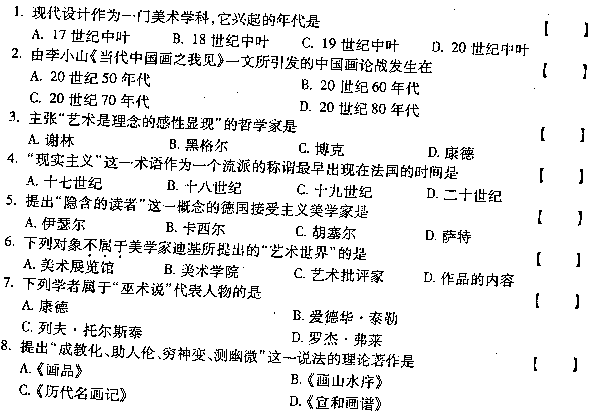 1. 现代设计作为一门美术学科,它兴起的年代是 【 】
A. 17 世纪中叶 B. 18 世纪中叶 C. 19 世纪中叶 D. 20 世纪中叶
2. 由李小山《当代中国画之我见》一文所引发的中国画论战发生在 【 】
A. 20 世纪 50 年代 B. 20 世纪 60 年代
C. 20 世纪 70 年代 D. 20 世纪 80 年代
3. 主张“艺术是理念的感性显现”的哲学家是 【 】
A. 谢林 B. 黑格尔 C. 博克 D. 康德
4. “现实主义”这一术语作为一个流派的称谓最早出现在法国的时间是 【 】
A. 十七世纪 B. 十八世纪 C. 十九世纪 D. 二十世纪
5. 提出“隐含的读者”这一概念的德国接受主义美学家是 【 】
A. 伊瑟尔 B. 卡西尔 C. 胡塞尔 D. 萨特
6. 下列对象不属于美学家迪基所提出的“艺术世界”的是 【 】
A. 美术展览馆 B. 美术学院 C. 艺术批评家 D. 作品的内容
7. 下列学者属于“巫术说”代表人物的是 【 】
A. 康德 B. 爱德华·泰勒
C. 列夫·托尔斯泰 D. 罗杰·弗莱
8. 提出“成教化、助人伦、穷神变、测幽微”这一说法的理论著作是 【 】
A.《画品》 B.《画山水序》
C.《历代名画记》 D.《宣和画谱》